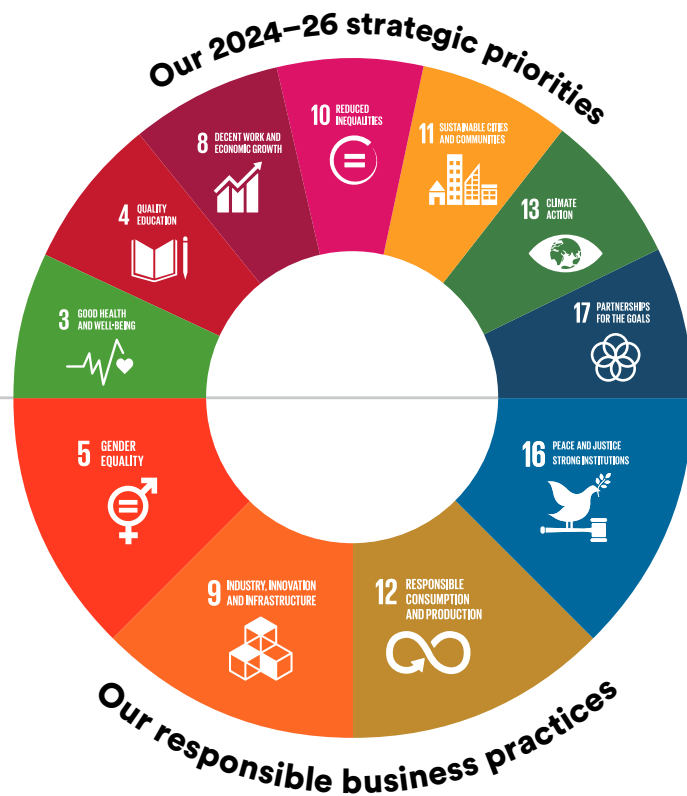 Our 2024–26 strategic priorities
3 GOOD HEALTH
AND WELL-BEING
4 QUALITY
EDUCATION
8 DECENT WORK AND
ECONOMIC GROWTH
10 REDUCED
INEQUALITIES
11 SUSTAINABLE CITIES
AND COMMUNITIES
13 CLIMATE
ACTION
17 PARTNERSHIPS
FOR THE GOALS
5 GENDER
EQUALITY
9 INDUSTRY, INNOVATION
AND INFRASTRUCTURE
12 RESPONSIBLE
CONSUMPTION
AND PRODUCTION
16 PEACE AND JUSTICE
STRONG INSTITUTIONS
Our responsible business practices